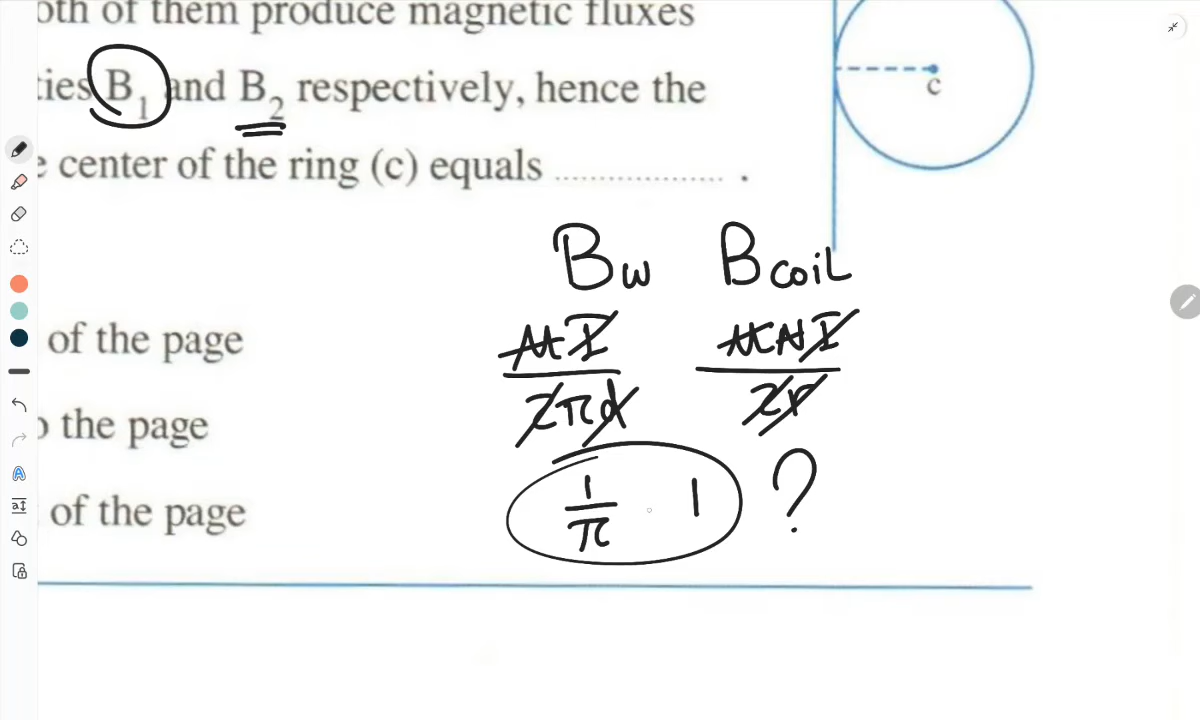 oth of them produce magnetic fluxes
ties B₁ and B₂ respectively, hence the
c
e center of the ring (c) equals .................. .
Bw Bcoil
of the page
μI / 2πd μNI / 2r
the page
1/π 1 ?
of the page